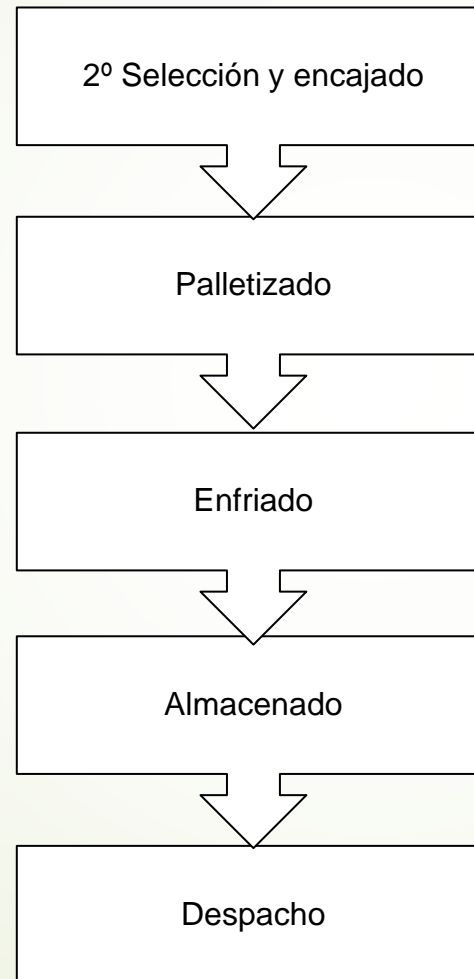 2º Selección y encajado
Palletizado
Enfriado
Almacenado
Despacho